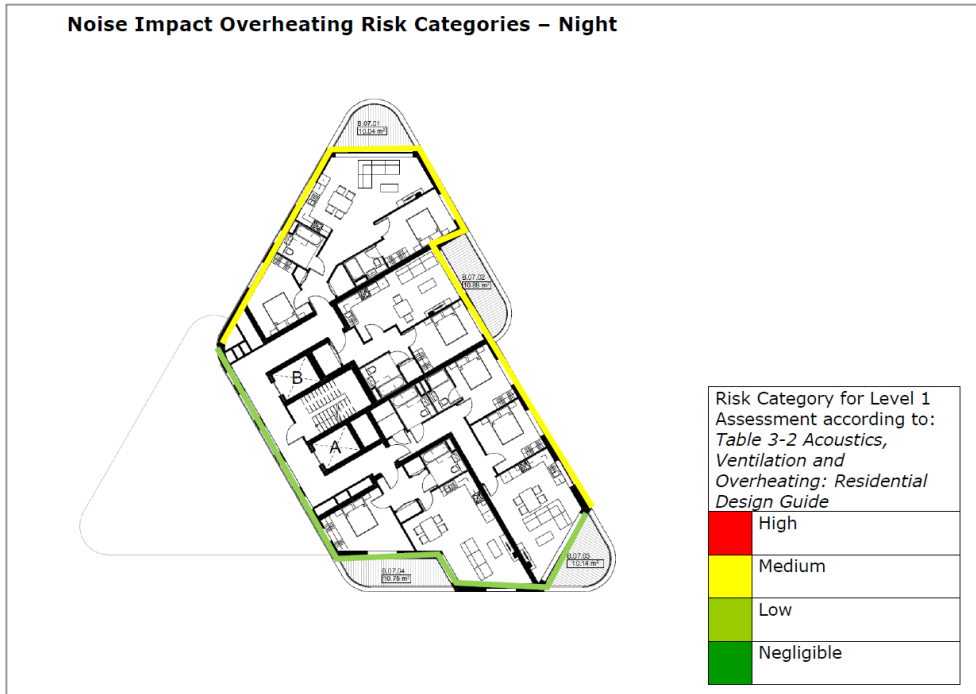 Noise Impact Overheating Risk Categories – Night
B.07.01
10.04 m²
B.07.02
10.86 m²
B
A
B.07.03
10.14 m²
B.07.04
10.75 m²
Risk Category for Level 1
Assessment according to:
Table 3-2 Acoustics,
Ventilation and
Overheating: Residential
Design Guide
High
Medium
Low
Negligible